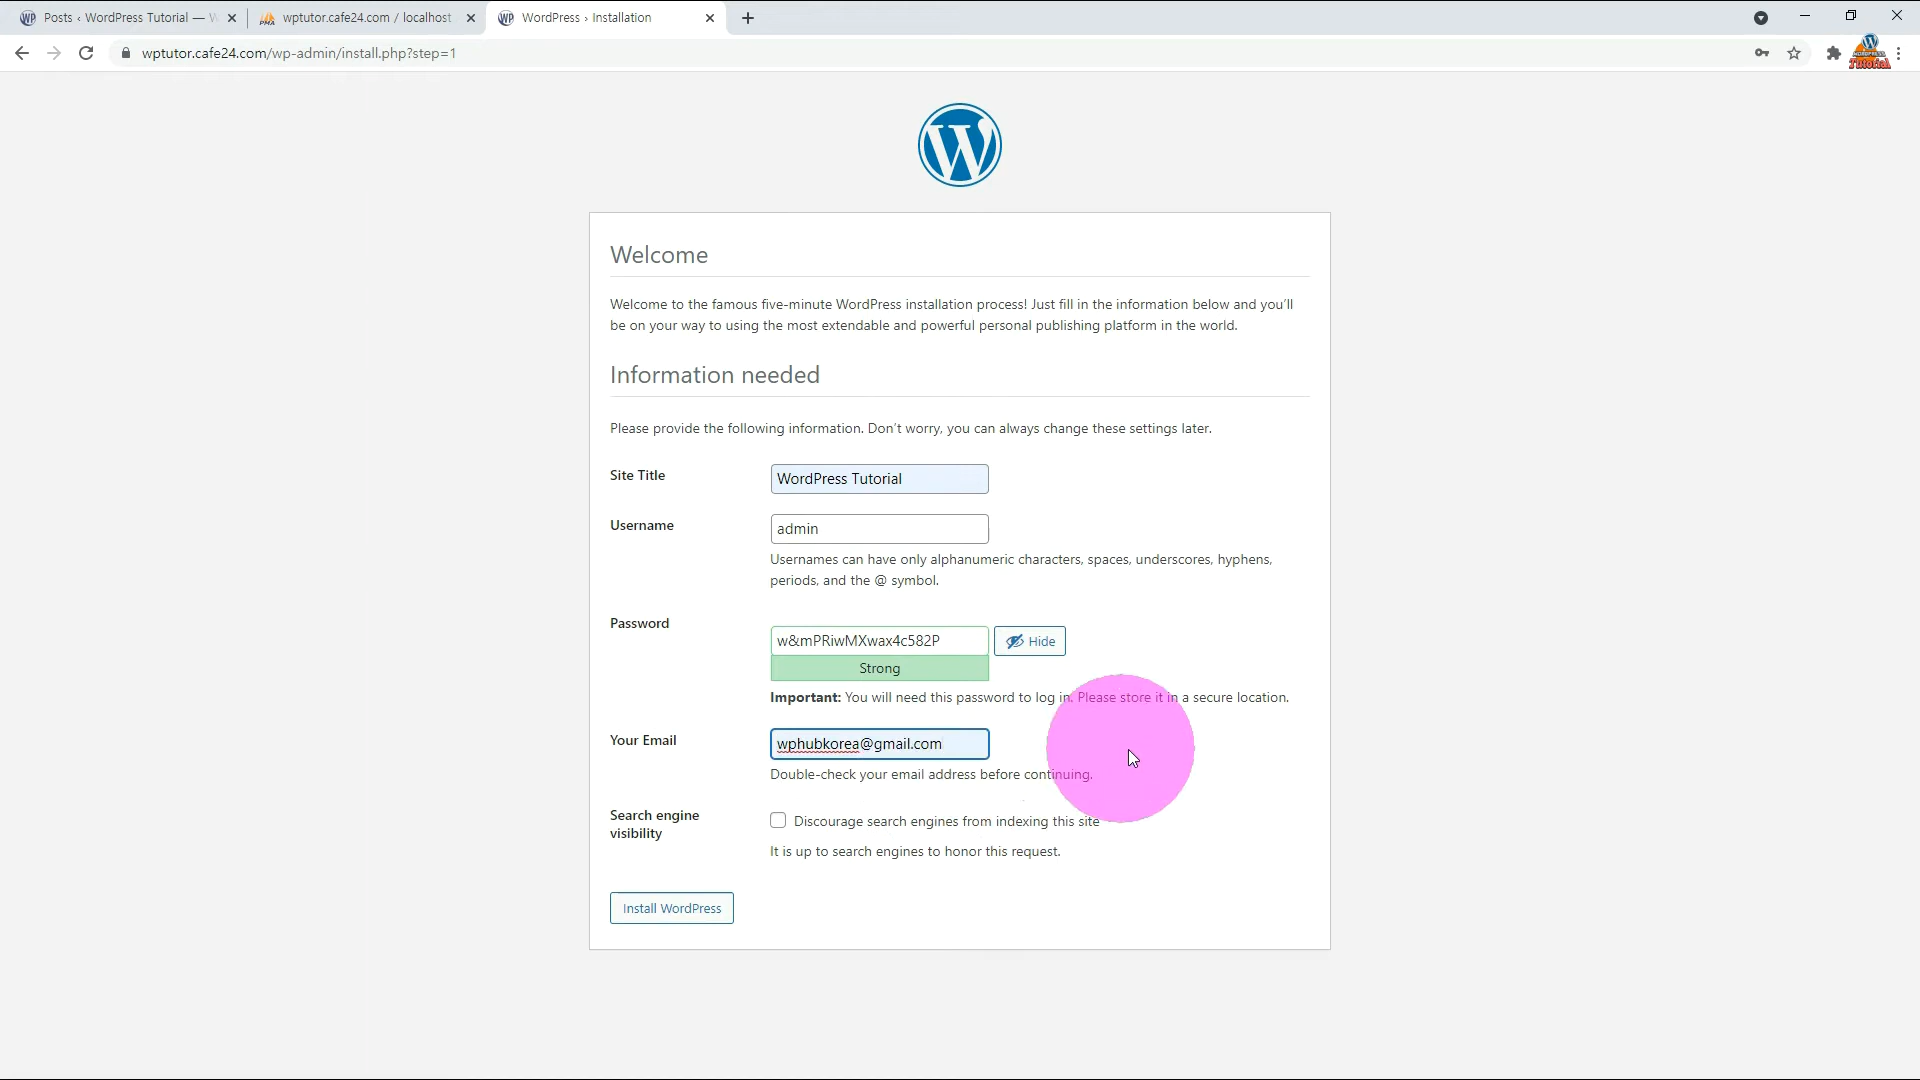 Posts ‹ WordPress Tutorial —
wptutor.cafe24.com / localhost
WordPress › Installation
wptutor.cafe24.com/wp-admin/install.php?step=1
Welcome
Welcome to the famous five-minute WordPress installation process! Just fill in the information below and you’ll
be on your way to using the most extendable and powerful personal publishing platform in the world.
Information needed
Please provide the following information. Don’t worry, you can always change these settings later.
Site Title
WordPress Tutorial
Username
admin
Usernames can have only alphanumeric characters, spaces, underscores, hyphens,
periods, and the @ symbol.
Password
w&mPRiwMXwax4c582P
Hide
Strong
Important: You will need this password to log in. Please store it in a secure location.
Your Email
wphubkorea@gmail.com
Double-check your email address before continuing.
Search engine
visibility
Discourage search engines from indexing this site
It is up to search engines to honor this request.
Install WordPress